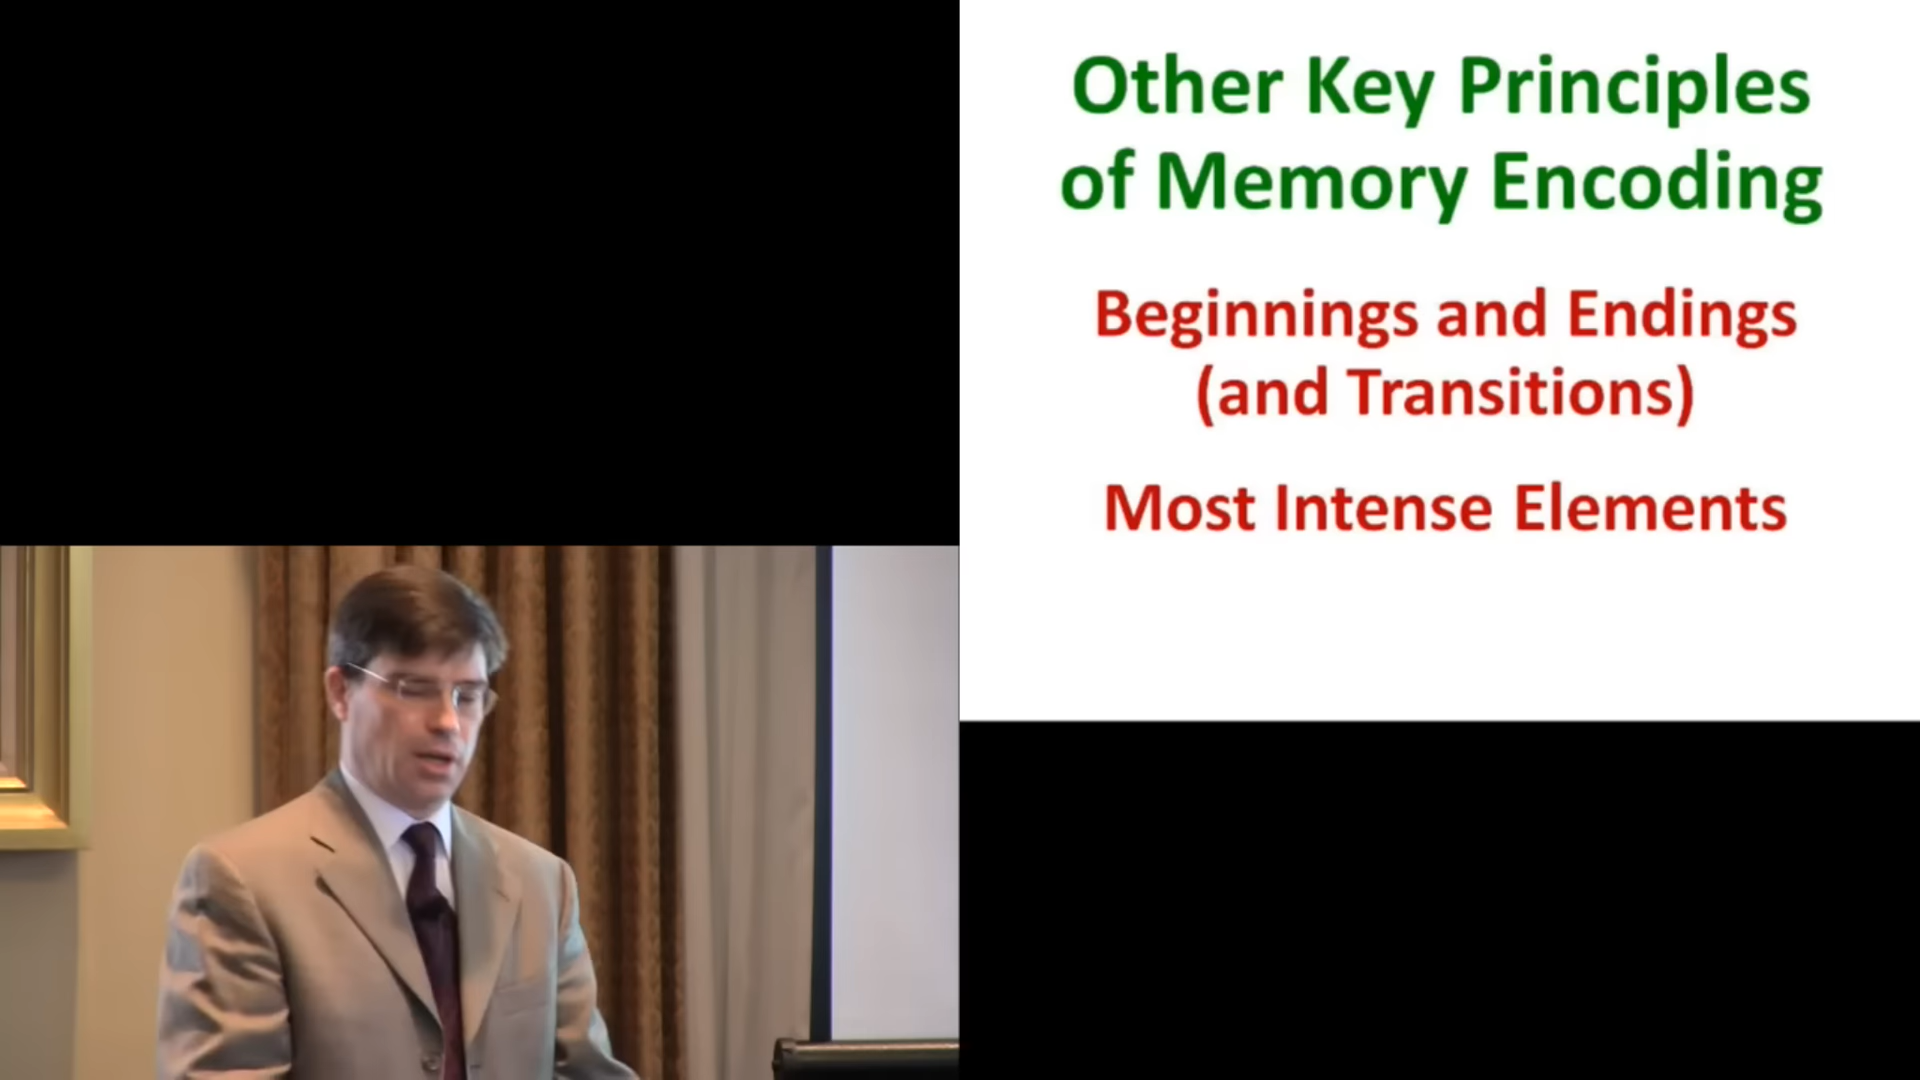 Other Key Principles
of Memory Encoding
Beginnings and Endings
(and Transitions)
Most Intense Elements